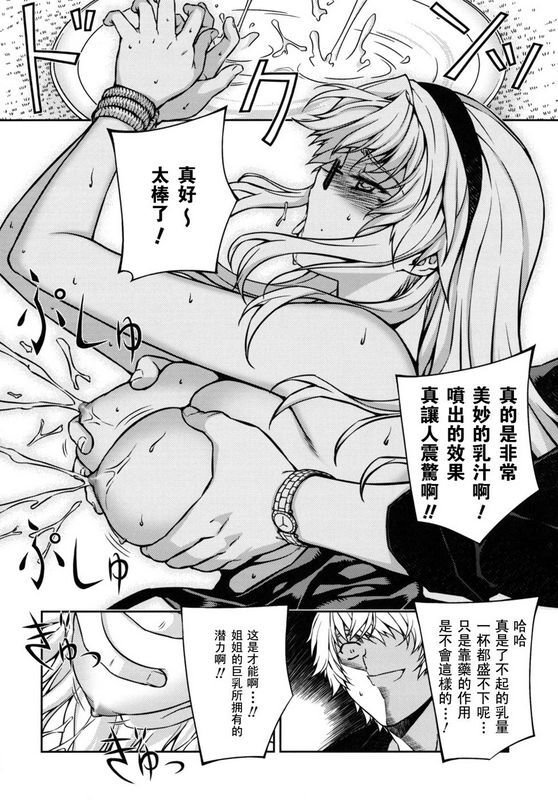 ドクン
真的是非常
美妙的乳汁啊!
噴出的效果
真讓人震驚啊!!
真好～
太棒了!
ぷしゅ
ぷしゅ
哈哈
真是了不起的乳量
一杯都盛不下呢…
只是靠藥的作用
是不會這樣的…!
这是才能啊…!!
姐姐的巨乳所拥有的
潜力啊!!
ぎゅっ
ぎゅっ